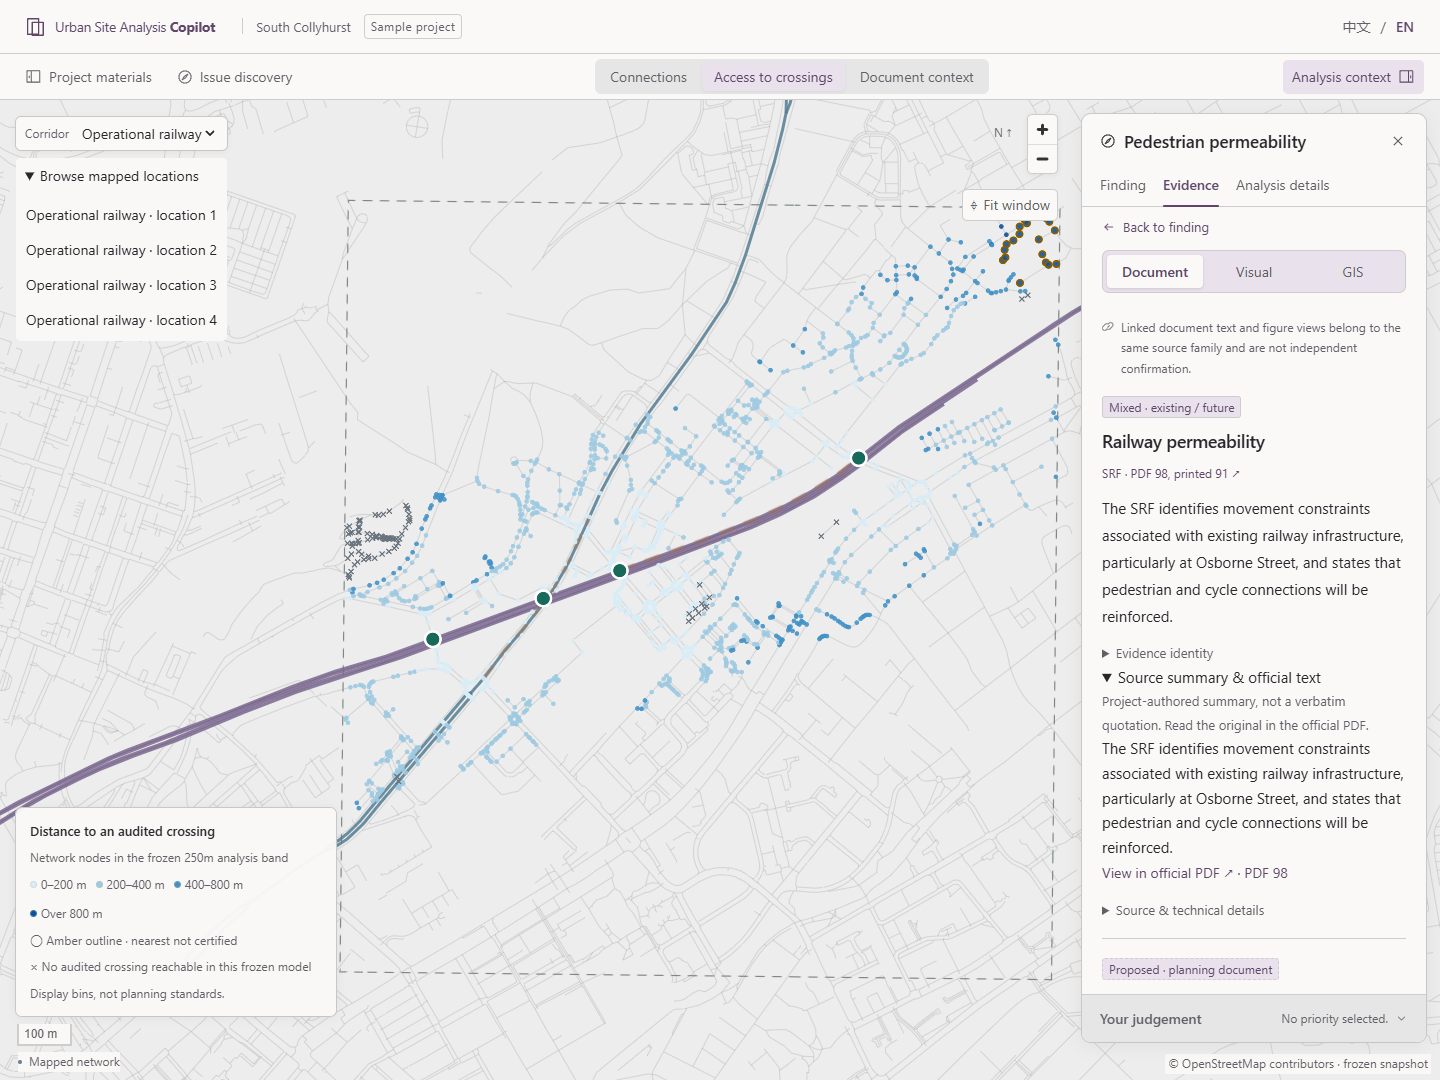 Urban Site Analysis Copilot
South Collyhurst
Sample project
中文 / EN
Project materials
Issue discovery
Connections
Access to crossings
Document context
Analysis context
Corridor Operational railway
▼ Browse mapped locations
Operational railway · location 1
Operational railway · location 2
Operational railway · location 3
Operational railway · location 4
N ↑
+
−
Fit window
Distance to an audited crossing
Network nodes in the frozen 250m analysis band
0–200 m 200–400 m 400–800 m
Over 800 m
Amber outline · nearest not certified
× No audited crossing reachable in this frozen model
Display bins, not planning standards.
100 m
Mapped network
Pedestrian permeability
Finding Evidence Analysis details
← Back to finding
Document Visual GIS
Linked document text and figure views belong to the
same source family and are not independent
confirmation.
Mixed · existing / future
Railway permeability
SRF · PDF 98, printed 91 ↗
The SRF identifies movement constraints
associated with existing railway infrastructure,
particularly at Osborne Street, and states that
pedestrian and cycle connections will be
reinforced.
▶ Evidence identity
▼ Source summary & official text
Project-authored summary, not a verbatim
quotation. Read the original in the official PDF.
The SRF identifies movement constraints
associated with existing railway infrastructure,
particularly at Osborne Street, and states that
pedestrian and cycle connections will be
reinforced.
View in official PDF ↗ · PDF 98
▶ Source & technical details
Proposed · planning document
Your judgement
No priority selected.
© OpenStreetMap contributors · frozen snapshot